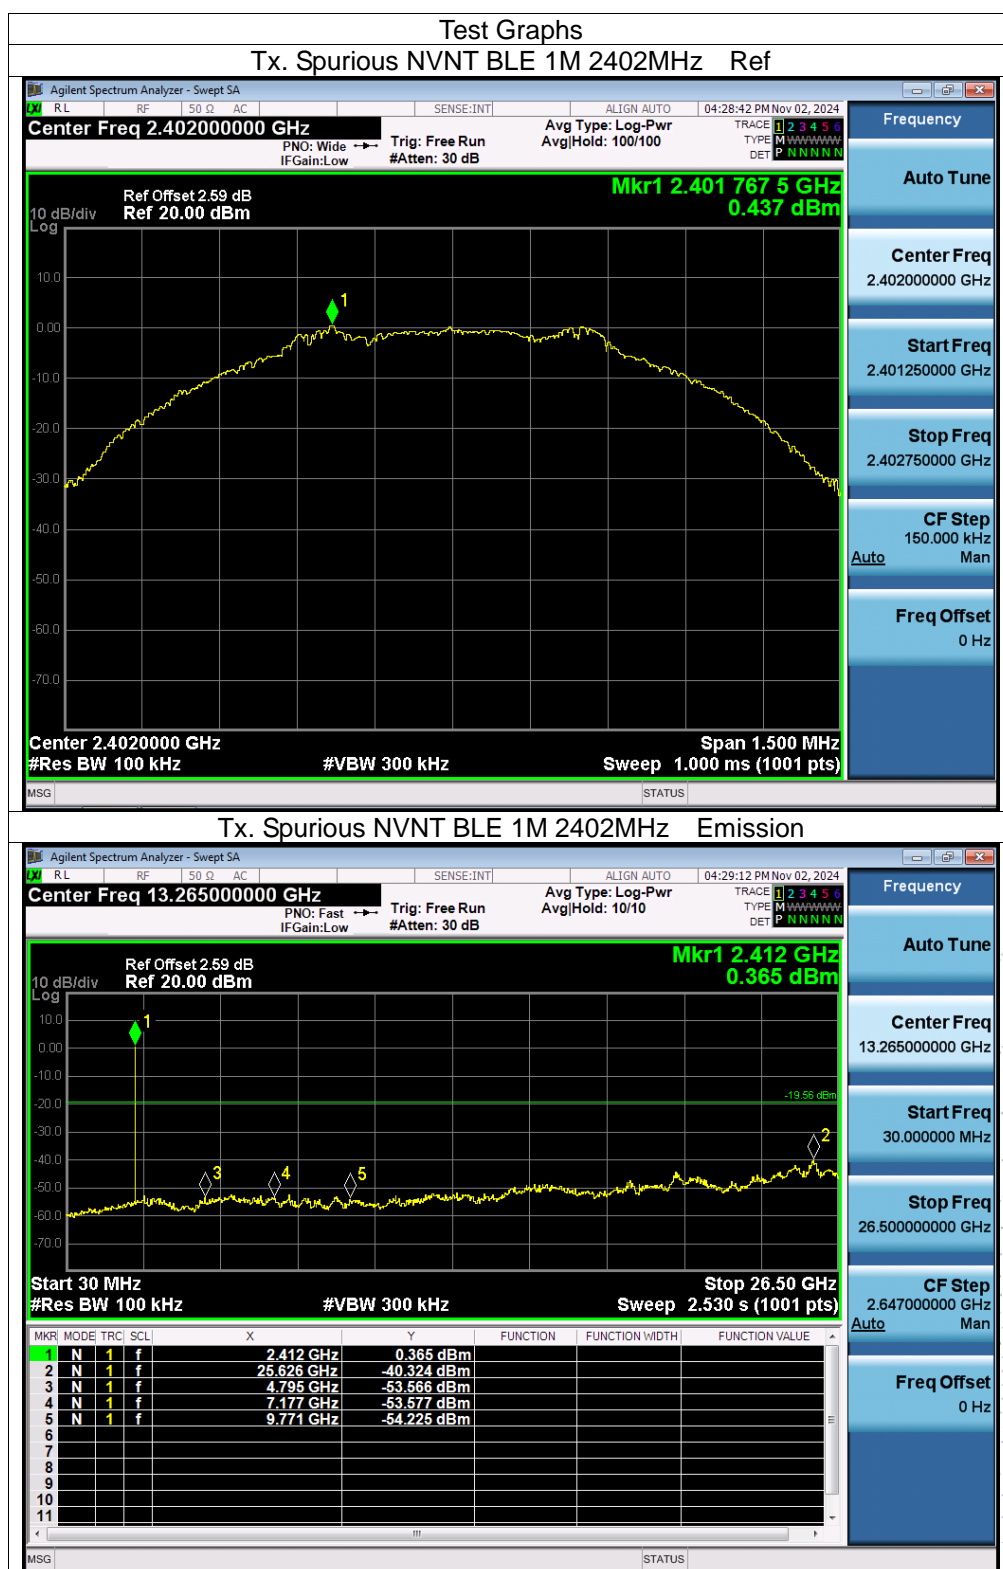 Test Graphs
Tx. Spurious NVNT BLE 1M 2402MHz Ref
Agilent Spectrum Analyzer - Swept SA
RL RF 50 Ω AC SENSE:INT ALIGN AUTO 04:28:42 PM Nov 02, 2024
Center Freq 2.402000000 GHz Avg Type: Log-Pwr TRACE 1 2 3 4 5 6
PNO: Wide Trig: Free Run Avg|Hold: 100/100 TYPE M WWWWW
IFGain:Low #Atten: 30 dB DET P N N N N N
Frequency
Mkr1 2.401 767 5 GHz
0.437 dBm
Ref Offset 2.59 dB
10 dB/div Ref 20.00 dBm
Log
10.0
0.00
-10.0
-20.0
-30.0
-40.0
-50.0
-60.0
-70.0
1
Center 2.4020000 GHz Span 1.500 MHz
#Res BW 100 kHz #VBW 300 kHz Sweep 1.000 ms (1001 pts)
MSG STATUS
Auto Tune
Center Freq
2.402000000 GHz
Start Freq
2.401250000 GHz
Stop Freq
2.402750000 GHz
CF Step
150.000 kHz
Auto Man
Freq Offset
0 Hz
Tx. Spurious NVNT BLE 1M 2402MHz Emission
Agilent Spectrum Analyzer - Swept SA
RL RF 50 Ω AC SENSE:INT ALIGN AUTO 04:29:12 PM Nov 02, 2024
Center Freq 13.265000000 GHz Avg Type: Log-Pwr TRACE 1 2 3 4 5 6
PNO: Fast Trig: Free Run Avg|Hold: 10/10 TYPE M WWWWW
IFGain:Low #Atten: 30 dB DET P N N N N N
Frequency
Mkr1 2.412 GHz
0.365 dBm
Ref Offset 2.59 dB
10 dB/div Ref 20.00 dBm
Log
10.0
0.00
-10.0
-20.0
-30.0
-40.0
-50.0
-60.0
-70.0
1
-19.56 dBm
2
3 4 5
Start 30 MHz Stop 26.50 GHz
#Res BW 100 kHz #VBW 300 kHz Sweep 2.530 s (1001 pts)
MKR MODE TRC SCL X Y FUNCTION FUNCTION WIDTH FUNCTION VALUE
1 N 1 f 2.412 GHz 0.365 dBm
2 N 1 f 25.626 GHz -40.324 dBm
3 N 1 f 4.795 GHz -53.566 dBm
4 N 1 f 7.177 GHz -53.577 dBm
5 N 1 f 9.771 GHz -54.225 dBm
6
7
8
9
10
11
MSG STATUS
Auto Tune
Center Freq
13.265000000 GHz
Start Freq
30.000000 MHz
Stop Freq
26.500000000 GHz
CF Step
2.647000000 GHz
Auto Man
Freq Offset
0 Hz